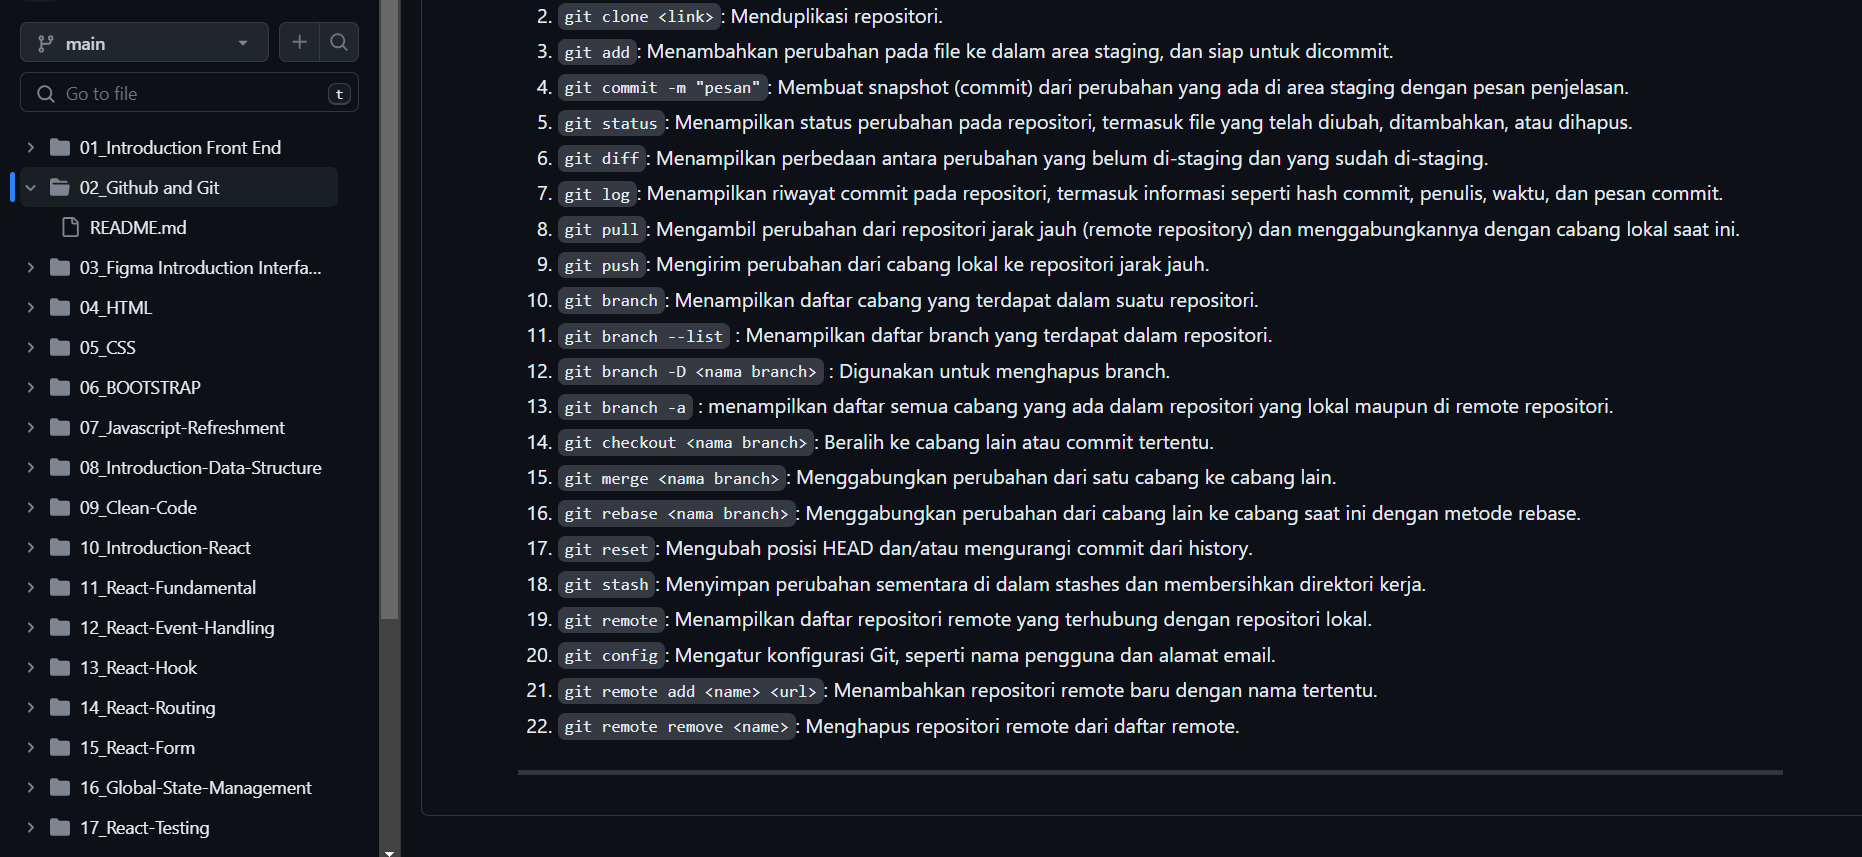 main
Go to file
t
01_Introduction Front End
02_Github and Git
README.md
03_Figma Introduction Interfa...
04_HTML
05_CSS
06_BOOTSTRAP
07_Javascript-Refreshment
08_Introduction-Data-Structure
09_Clean-Code
10_Introduction-React
11_React-Fundamental
12_React-Event-Handling
13_React-Hook
14_React-Routing
15_React-Form
16_Global-State-Management
17_React-Testing
2. git clone <link>: Menduplikasi repositori.
3. git add: Menambahkan perubahan pada file ke dalam area staging, dan siap untuk dicommit.
4. git commit -m "pesan": Membuat snapshot (commit) dari perubahan yang ada di area staging dengan pesan penjelasan.
5. git status: Menampilkan status perubahan pada repositori, termasuk file yang telah diubah, ditambahkan, atau dihapus.
6. git diff: Menampilkan perbedaan antara perubahan yang belum di-staging dan yang sudah di-staging.
7. git log: Menampilkan riwayat commit pada repositori, termasuk informasi seperti hash commit, penulis, waktu, dan pesan commit.
8. git pull: Mengambil perubahan dari repositori jarak jauh (remote repository) dan menggabungkannya dengan cabang lokal saat ini.
9. git push: Mengirim perubahan dari cabang lokal ke repositori jarak jauh.
10. git branch: Menampilkan daftar cabang yang terdapat dalam suatu repositori.
11. git branch --list : Menampilkan daftar branch yang terdapat dalam repositori.
12. git branch -D <nama branch> : Digunakan untuk menghapus branch.
13. git branch -a : menampilkan daftar semua cabang yang ada dalam repositori yang lokal maupun di remote repositori.
14. git checkout <nama branch>: Beralih ke cabang lain atau commit tertentu.
15. git merge <nama branch>: Menggabungkan perubahan dari satu cabang ke cabang lain.
16. git rebase <nama branch>: Menggabungkan perubahan dari cabang lain ke cabang saat ini dengan metode rebase.
17. git reset: Mengubah posisi HEAD dan/atau mengurangi commit dari history.
18. git stash: Menyimpan perubahan sementara di dalam stashes dan membersihkan direktori kerja.
19. git remote: Menampilkan daftar repositori remote yang terhubung dengan repositori lokal.
20. git config: Mengatur konfigurasi Git, seperti nama pengguna dan alamat email.
21. git remote add <name> <url>: Menambahkan repositori remote baru dengan nama tertentu.
22. git remote remove <name>: Menghapus repositori remote dari daftar remote.